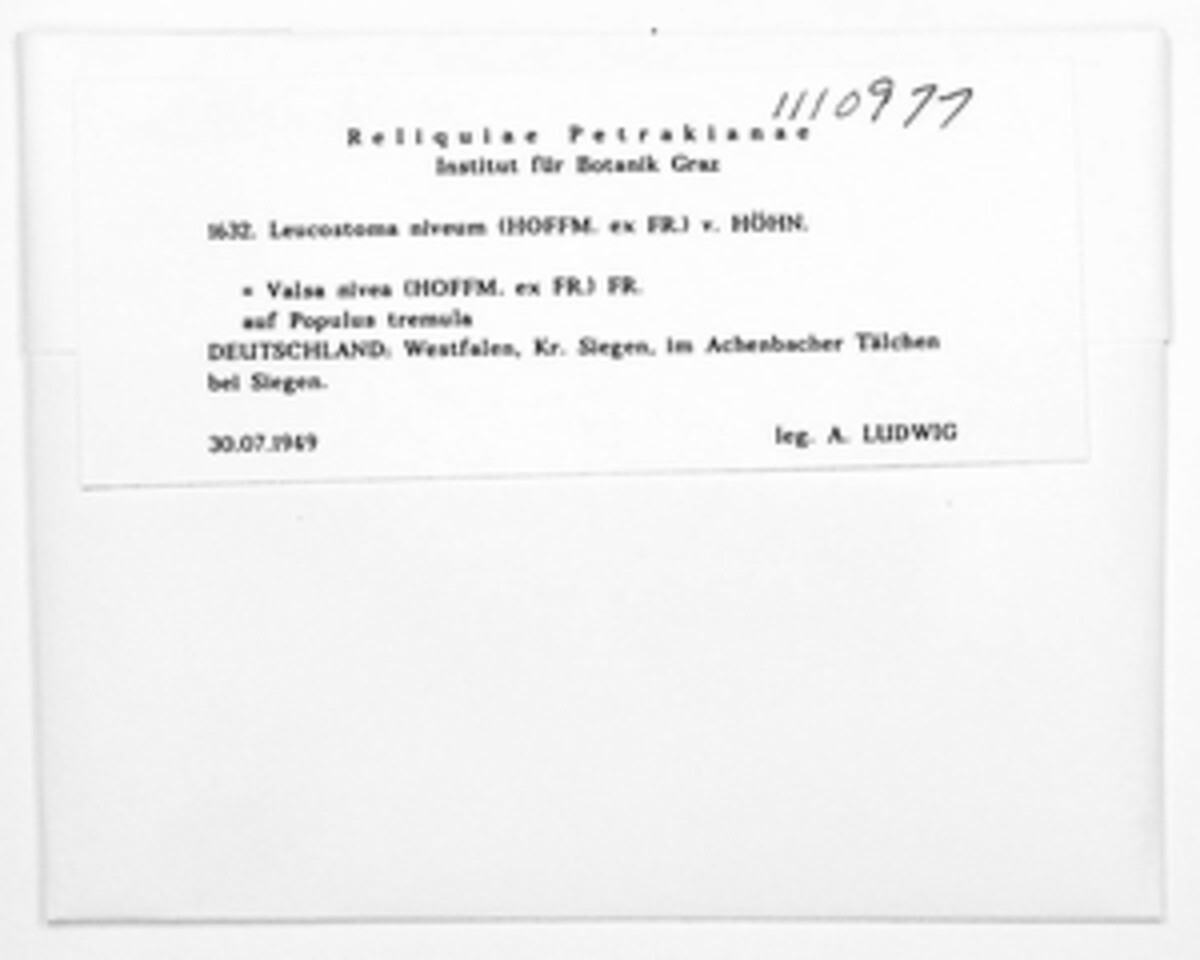 1110977
Reliquiae Petrakianae
Institut für Botanik Graz
1632. Leucostoma niveum (HOFFM. ex FR.) v. HÖHN.
= Valsa nivea (HOFFM. ex FR.) FR.
auf Populus tremula
DEUTSCHLAND: Westfalen, Kr. Siegen, im Achenbacher Tälchen
bei Siegen.
30.07.1949 leg. A. LUDWIG